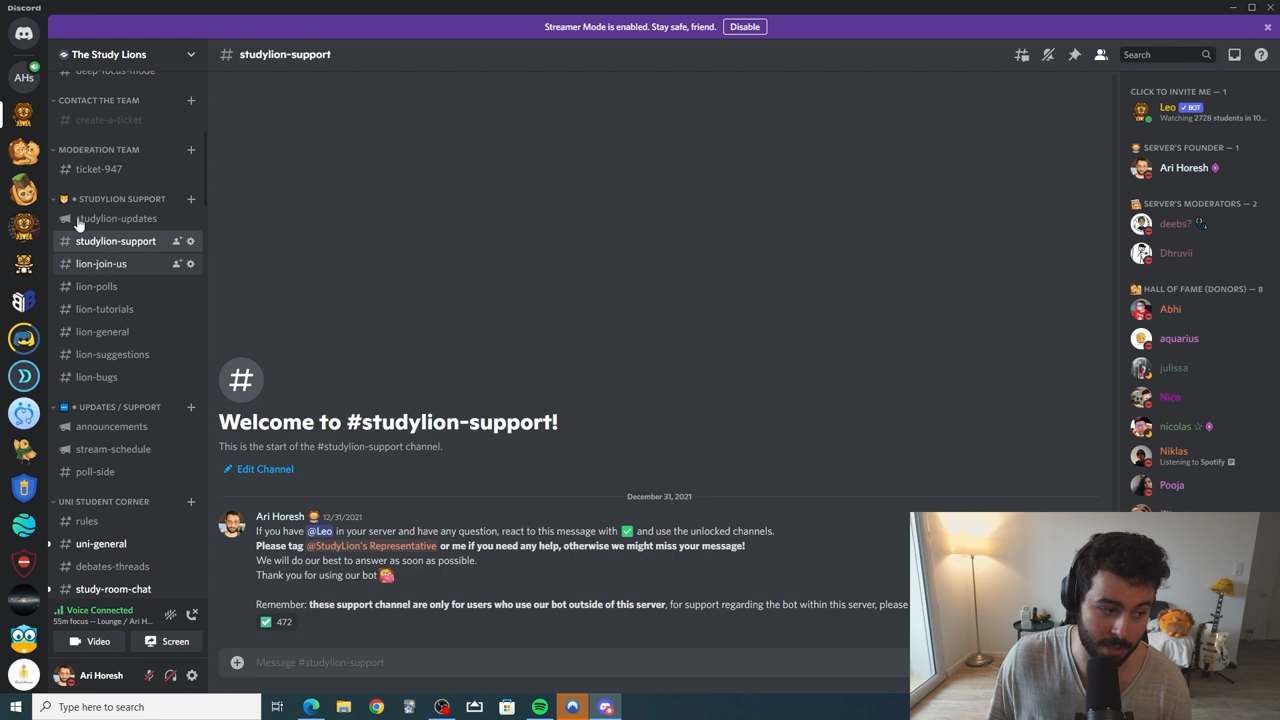 Discord
Streamer Mode is enabled. Stay safe, friend.
Disable
The Study Lions
studylion-support
Search
AHs
deep-focus-mode
CONTACT THE TEAM
create-a-ticket
MODERATION TEAM
ticket-947
STUDYLION SUPPORT
studylion-updates
studylion-support
lion-join-us
lion-polls
lion-tutorials
lion-general
lion-suggestions
lion-bugs
UPDATES / SUPPORT
announcements
stream-schedule
poll-side
UNI STUDENT CORNER
rules
uni-general
debates-threads
study-room-chat
Voice Connected
55m focus -- Lounge / Ari H...
Video
Screen
Ari Horesh
Welcome to #studylion-support!
This is the start of the #studylion-support channel.
Edit Channel
December 31, 2021
Ari Horesh 12/31/2021
If you have @Leo in your server and have any question, react to this message with ✅ and use the unlocked channels.
Please tag @StudyLion's Representative or me if you need any help, otherwise we might miss your message!
We will do our best to answer as soon as possible.
Thank you for using our bot
Remember: these support channel are only for users who use our bot outside of this server, for support regarding the bot within this server, please
472
Message #studylion-support
CLICK TO INVITE ME — 1
Leo BOT
Watching 2728 students in 10...
SERVER'S FOUNDER — 1
Ari Horesh
SERVER'S MODERATORS — 2
deebs?
Dhruvii
HALL OF FAME (DONORS) — 8
Abhi
aquarius
julissa
Nico
nicolas ☆
Niklas
Listening to Spotify
Pooja
Type here to search